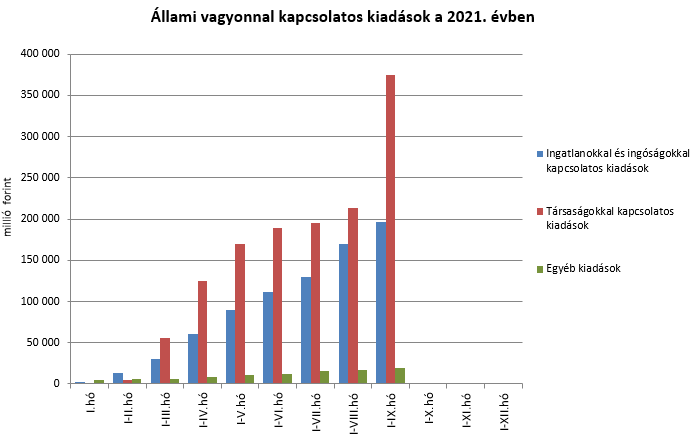 Állami vagyonnal kapcsolatos kiadások a 2021. évben
400 000
350 000
300 000
250 000
200 000
150 000
100 000
50 000
0
millió forint
I.hó
I-II.hó
I-III.hó
I-IV.hó
I-V.hó
I-VI.hó
I-VII.hó
I-VIII.hó
I-IX.hó
I-X.hó
I-XI.hó
I-XII.hó
Ingatlanokkal és ingóságokkal
kapcsolatos kiadások
Társaságokkal kapcsolatos
kiadások
Egyéb kiadások